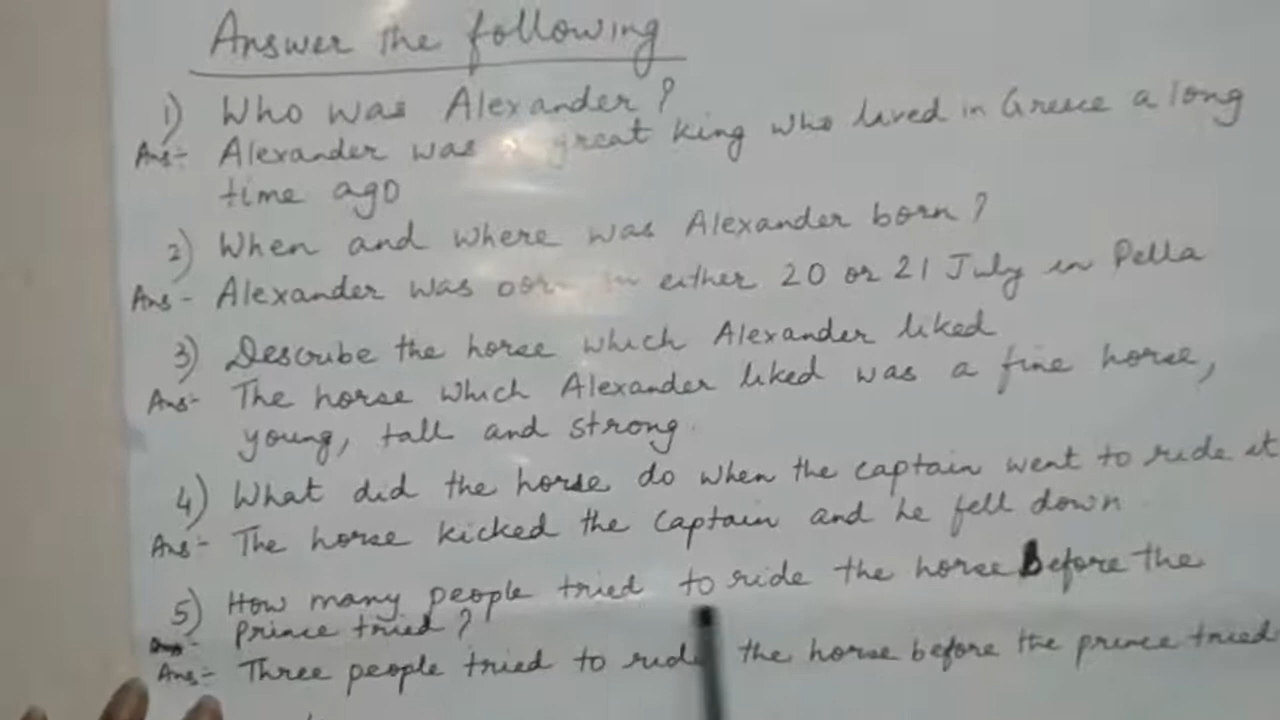 Answer the following
1) Who was Alexander?
Ans:- Alexander was a great king who lived in Greece a long
time ago
2) When and where was Alexander born?
Ans - Alexander was born in either 20 or 21 July in Pella
3) Describe the horse which Alexander liked
Ans:- The horse which Alexander liked was a fine horse,
young, tall and strong.
4) What did the horse do when the captain went to ride it
Ans:- The horse kicked the captain and he fell down
5) How many people tried to ride the horse Before the
prince tried?
Ans:- Three people tried to ride the horse before the prince tried